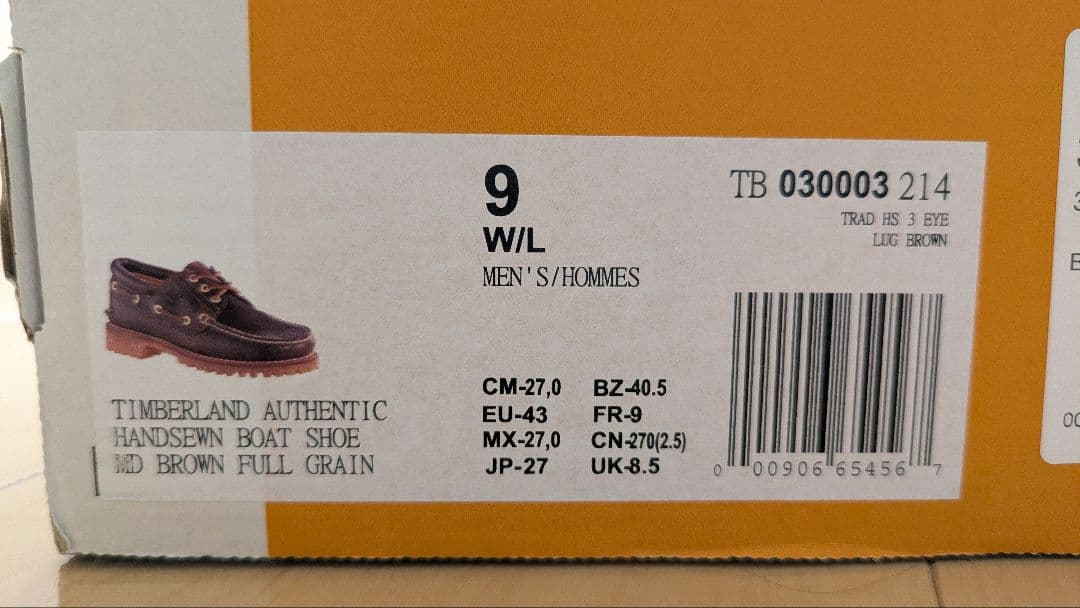 9
W/L
MEN'S/HOMMES
TB 030003 214
TRAD HS 3 EYE
LUG BROWN
TIMBERLAND AUTHENTIC
HANDSEWN BOAT SHOE
MD BROWN FULL GRAIN
CM-27,0 BZ-40.5
EU-43 FR-9
MX-27,0 CN-270(2.5)
JP-27 UK-8.5
0 00906 65456 7